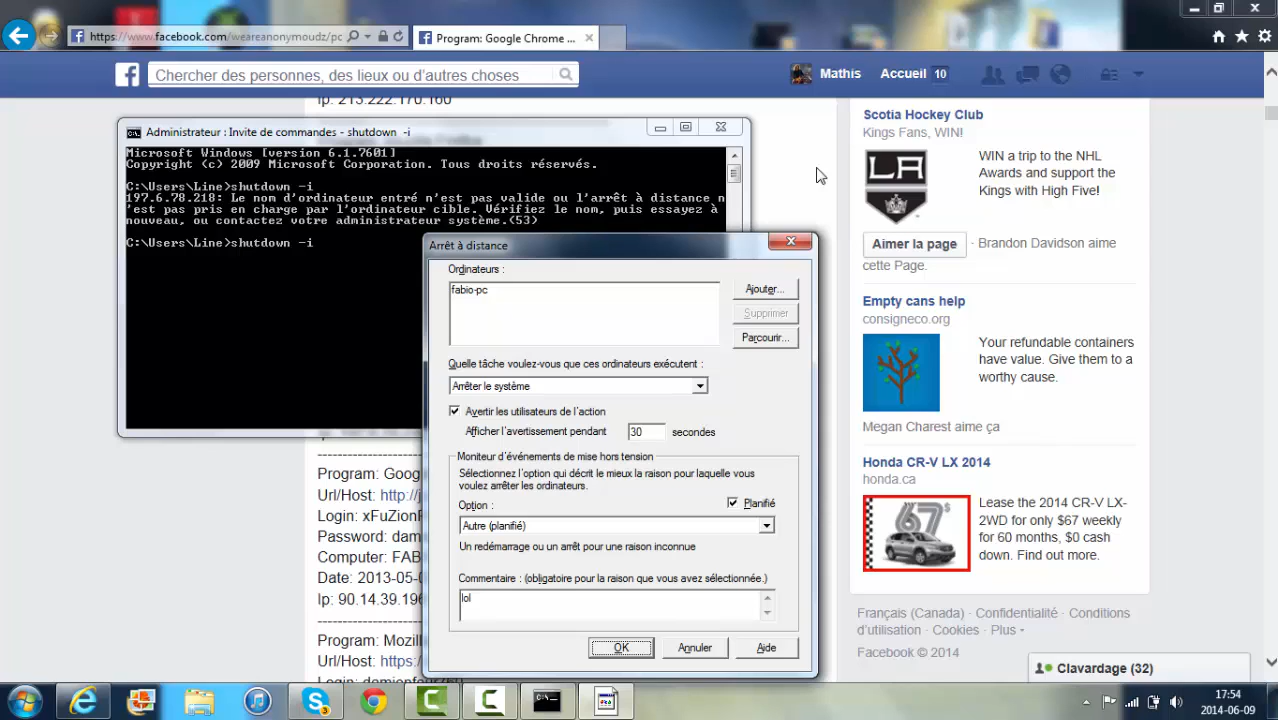 https://www.facebook.com/weareanonymoudz/pc
Program: Google Chrome ...
Chercher des personnes, des lieux ou d'autres choses
Mathis
Accueil 10
Ip: 213.222.170.160
Administrateur : Invite de commandes - shutdown -i
Microsoft Windows [version 6.1.7601]
Copyright (c) 2009 Microsoft Corporation. Tous droits réservés.
C:\Users\Line>shutdown -i
197.6.78.218: Le nom d'ordinateur entré n'est pas valide ou l'arrêt à distance n
'est pas pris en charge par l'ordinateur cible. Vérifiez le nom, puis essayez à
nouveau, ou contactez votre administrateur système.(53)
C:\Users\Line>shutdown -i
Arrêt à distance
Ordinateurs :
fabio-pc
Ajouter...
Supprimer
Parcourir...
Quelle tâche voulez-vous que ces ordinateurs exécutent :
Arrêter le système
Avertir les utilisateurs de l'action
Afficher l'avertissement pendant 30 secondes
Moniteur d'événements de mise hors tension
Sélectionnez l'option qui décrit le mieux la raison pour laquelle vous
voulez arrêter les ordinateurs.
Option :
Planifié
Autre (planifié)
Un redémarrage ou un arrêt pour une raison inconnue
Commentaire : (obligatoire pour la raison que vous avez sélectionnée.)
lol
OK
Annuler
Aide
Program: Goog
Url/Host: http://j
Login: xFuZionF
Password: dam
Computer: FAB
Date: 2013-05-0
Ip: 90.14.39.196
Program: Mozill
Url/Host: https:
Scotia Hockey Club
Kings Fans, WIN!
LA
WIN a trip to the NHL
Awards and support the
Kings with High Five!
Aimer la page · Brandon Davidson aime
cette Page.
Empty cans help
consigneco.org
Your refundable containers
have value. Give them to a
worthy cause.
Megan Charest aime ça
Honda CR-V LX 2014
honda.ca
67$
Lease the 2014 CR-V LX-
2WD for only $67 weekly
for 60 months, $0 cash
down. Find out more.
Français (Canada) · Confidentialité · Conditions
d'utilisation · Cookies · Plus
Facebook © 2014
Clavardage (32)
3
17:54
2014-06-09